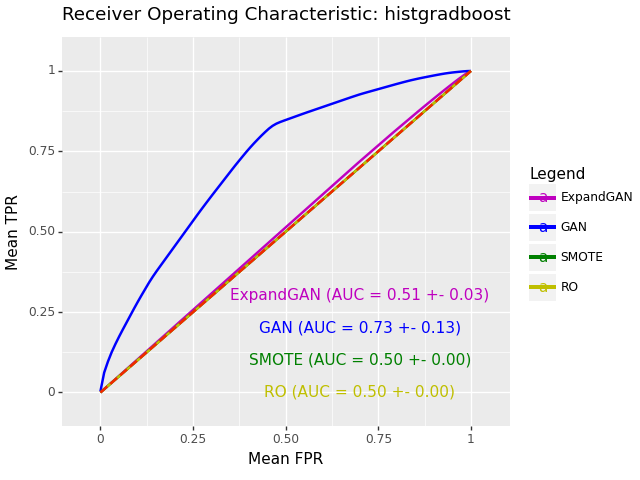 Receiver Operating Characteristic: histgradboost
Mean TPR
1
0.75
0.50
0.25
0
ExpandGAN (AUC = 0.51 +- 0.03)
GAN (AUC = 0.73 +- 0.13)
SMOTE (AUC = 0.50 +- 0.00)
RO (AUC = 0.50 +- 0.00)
0 0.25 0.50 0.75 1
Mean FPR
Legend
a ExpandGAN
a GAN
a SMOTE
a RO